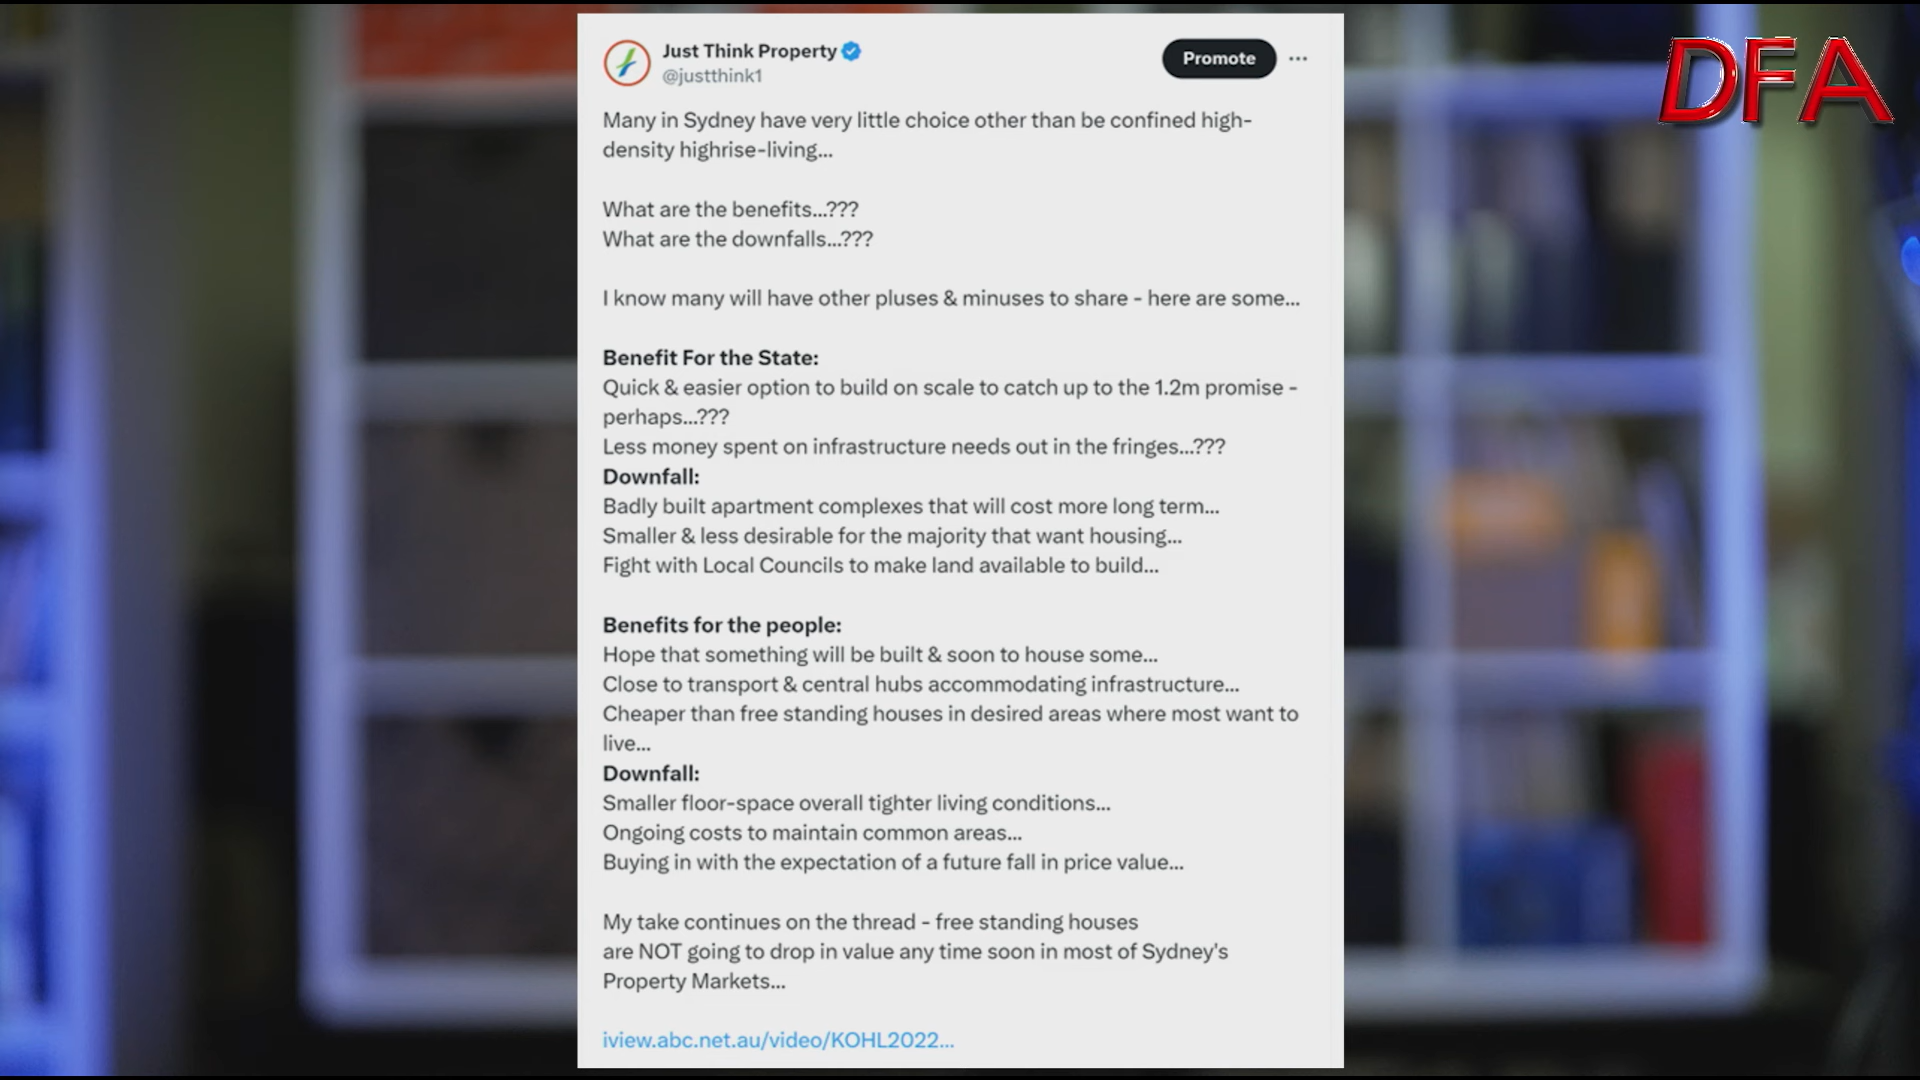 DFA
Just Think Property
@justthink1
Promote
Many in Sydney have very little choice other than be confined high-
density highrise-living...
What are the benefits...???
What are the downfalls...???
I know many will have other pluses & minuses to share - here are some...
Benefit For the State:
Quick & easier option to build on scale to catch up to the 1.2m promise -
perhaps...???
Less money spent on infrastructure needs out in the fringes...???
Downfall:
Badly built apartment complexes that will cost more long term...
Smaller & less desirable for the majority that want housing...
Fight with Local Councils to make land available to build...
Benefits for the people:
Hope that something will be built & soon to house some...
Close to transport & central hubs accommodating infrastructure...
Cheaper than free standing houses in desired areas where most want to
live...
Downfall:
Smaller floor-space overall tighter living conditions...
Ongoing costs to maintain common areas...
Buying in with the expectation of a future fall in price value...
My take continues on the thread - free standing houses
are NOT going to drop in value any time soon in most of Sydney's
Property Markets...
iview.abc.net.au/video/KOHL2022...